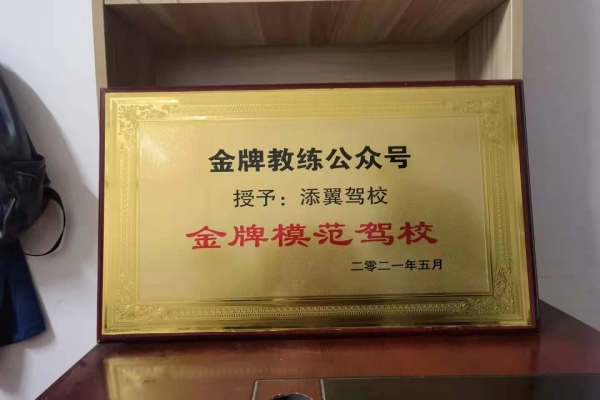 金牌教练公众号
授予：添翼驾校
金牌模范驾校
二零二一年五月